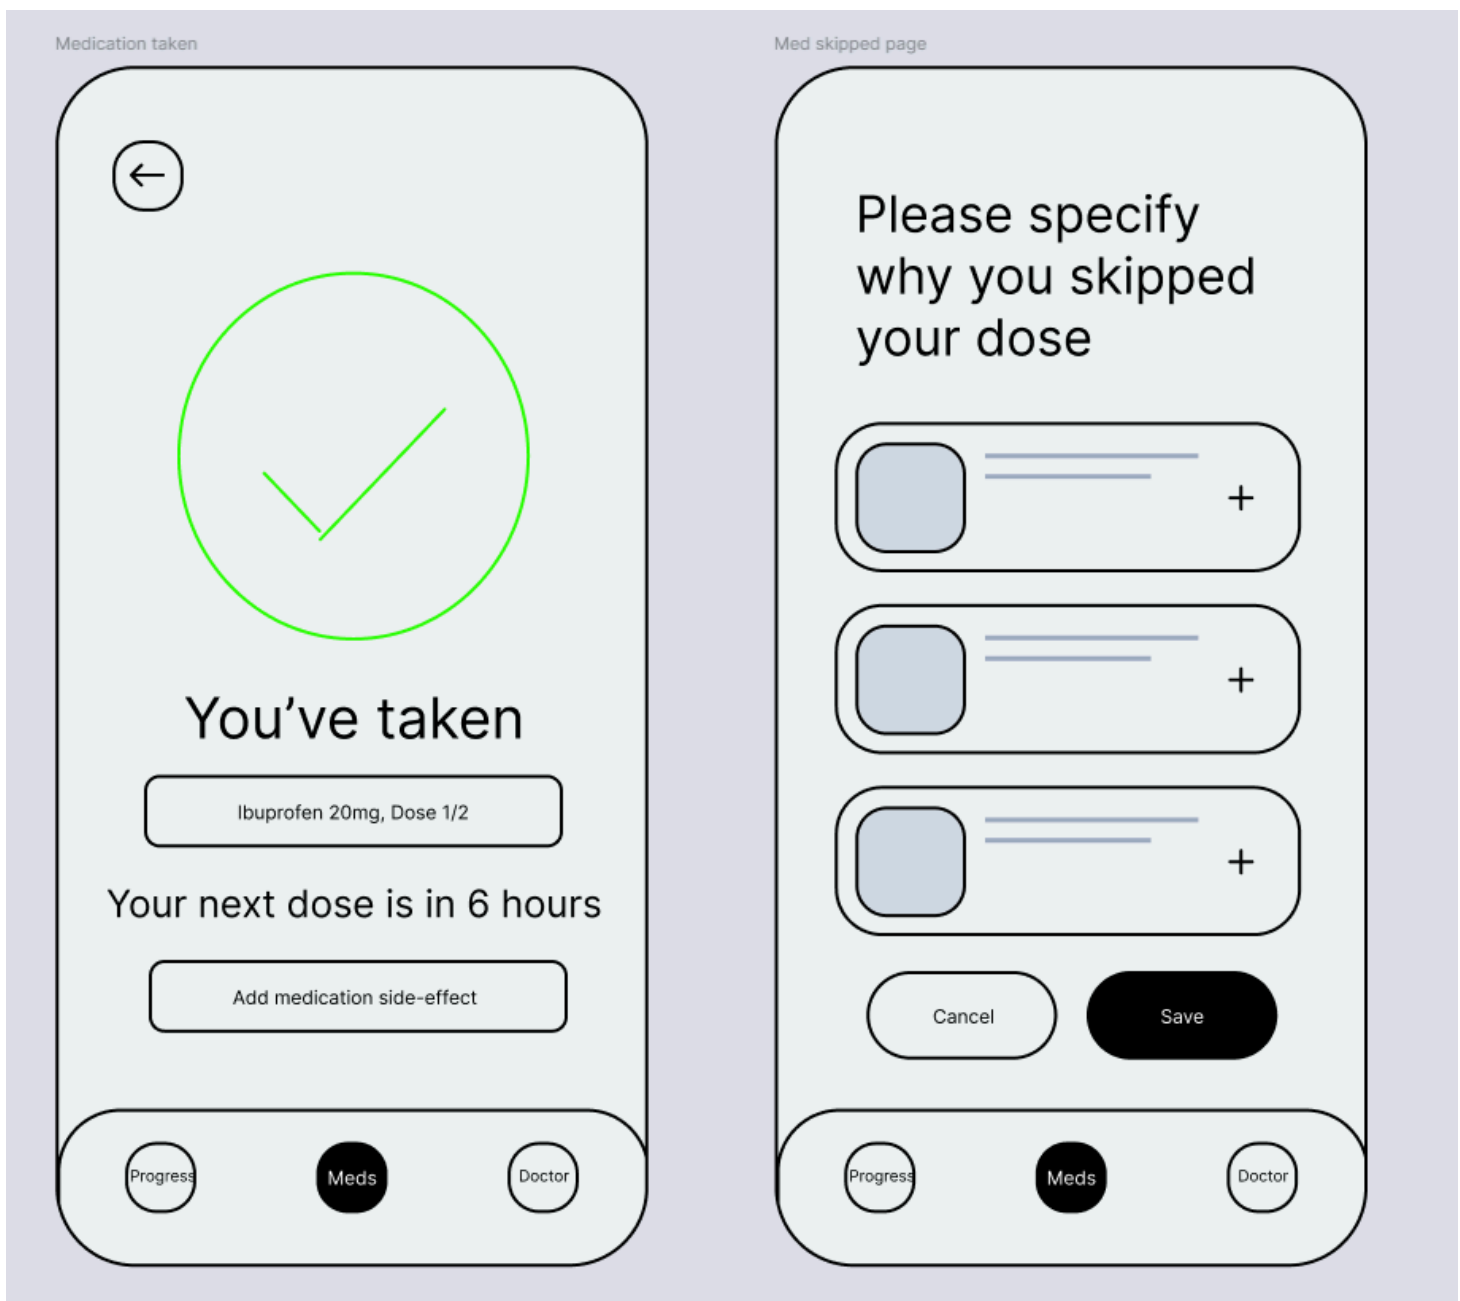 Medication taken
You’ve taken
Ibuprofen 20mg, Dose 1/2
Your next dose is in 6 hours
Add medication side-effect
Progress
Meds
Doctor
Med skipped page
Please specify
why you skipped
your dose
Cancel
Save
Progress
Meds
Doctor